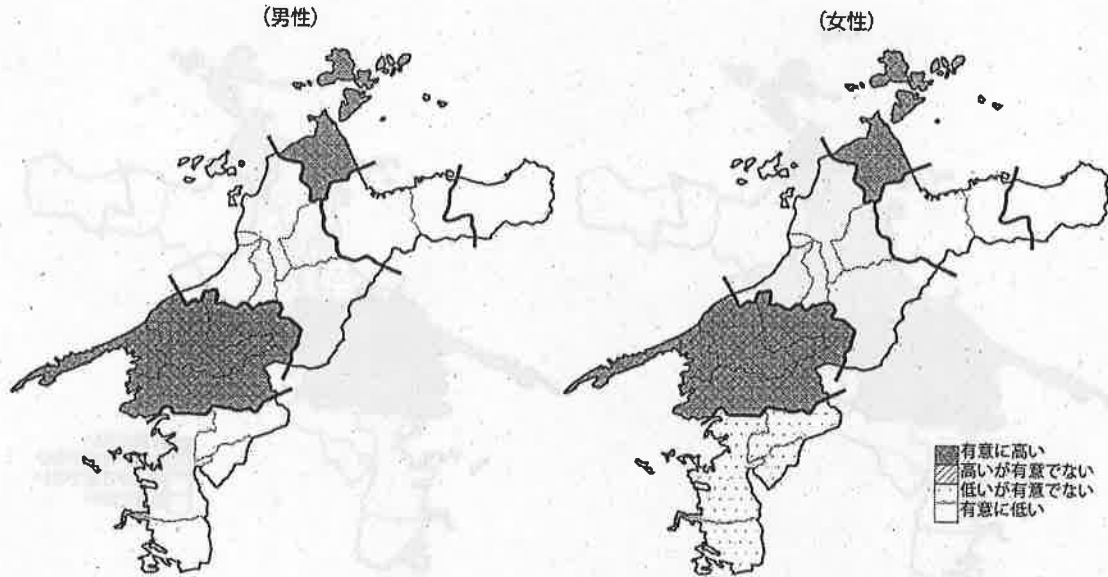 (男性)
(女性)
有意に高い
高いが有意でない
低いが有意でない
有意に低い